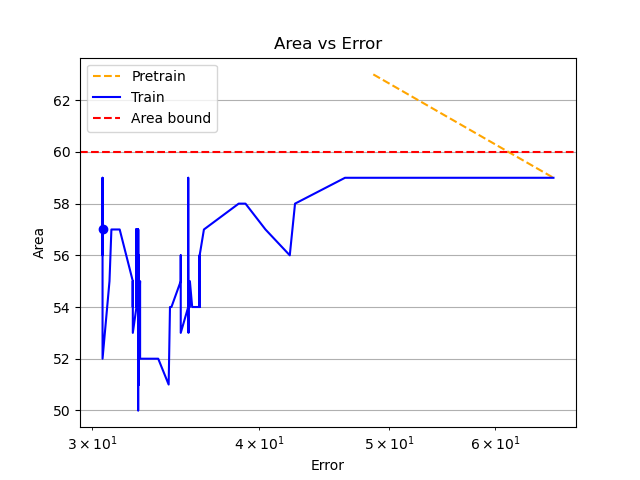 Area vs Error
Pretrain
Train
Area bound
Area
62
60
58
56
54
52
50
3 × 10¹
4 × 10¹
5 × 10¹
6 × 10¹
Error